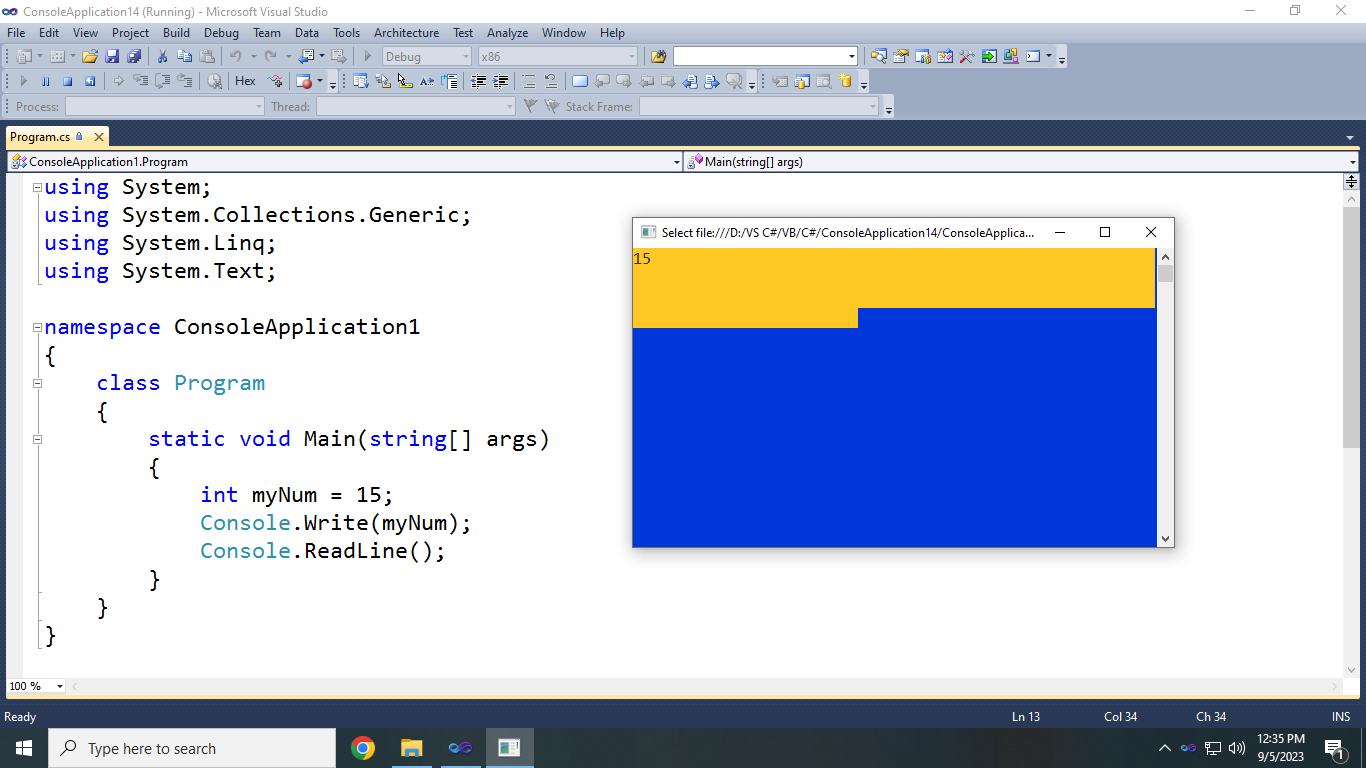 ConsoleApplication14 (Running) - Microsoft Visual Studio
File Edit View Project Build Debug Team Data Tools Architecture Test Analyze Window Help
Debug x86
Hex
Process: Thread: Stack Frame:
Program.cs
ConsoleApplication1.Program Main(string[] args)
using System;
using System.Collections.Generic;
using System.Linq;
using System.Text;
namespace ConsoleApplication1
{
class Program
{
static void Main(string[] args)
{
int myNum = 15;
Console.Write(myNum);
Console.ReadLine();
}
}
}
Select file:///D:/VS C#/VB/C#/ConsoleApplication14/ConsoleApplica...
15
100 %
Ready Ln 13 Col 34 Ch 34 INS
Type here to search
12:35 PM
9/5/2023
1